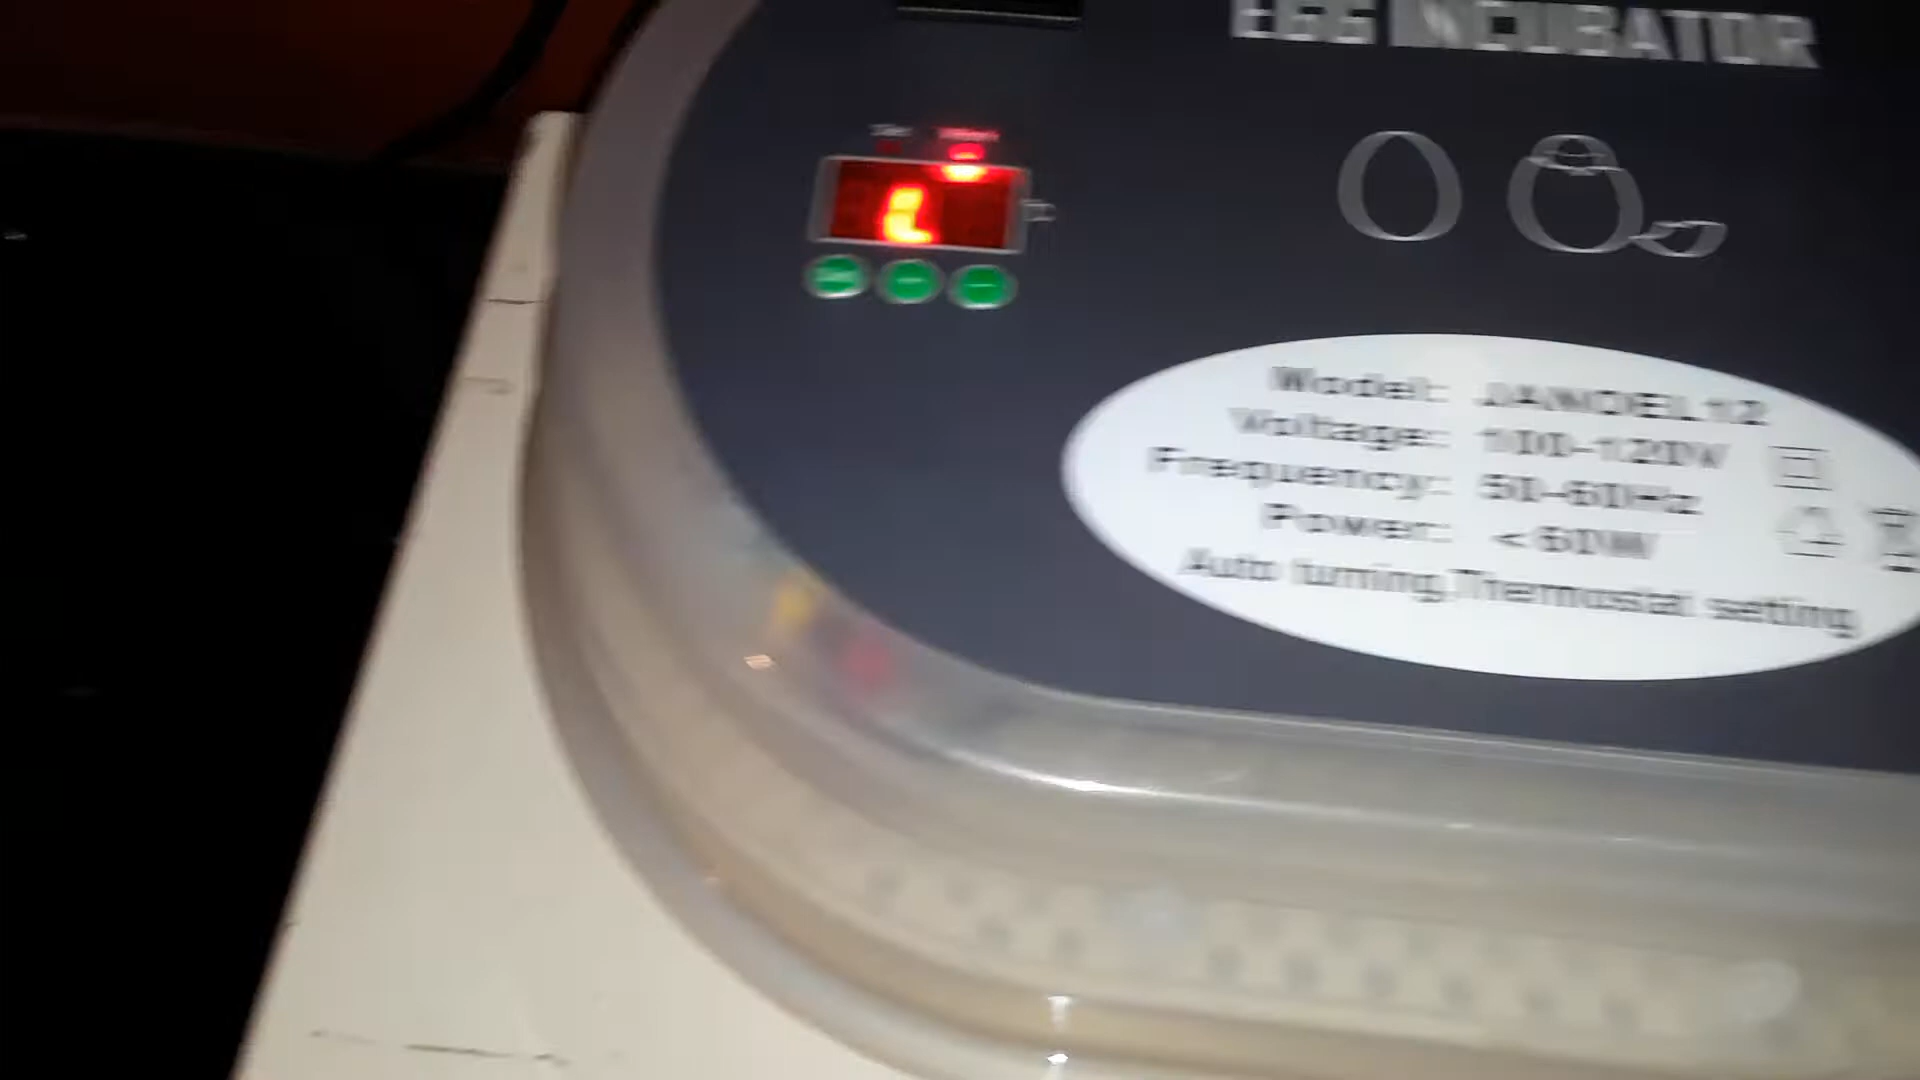 EGG INCUBATOR
Model: JANOEL12
Voltage: 100-120V
Frequency: 50-60Hz
Power: <60W
Auto turning,Thermostat setting